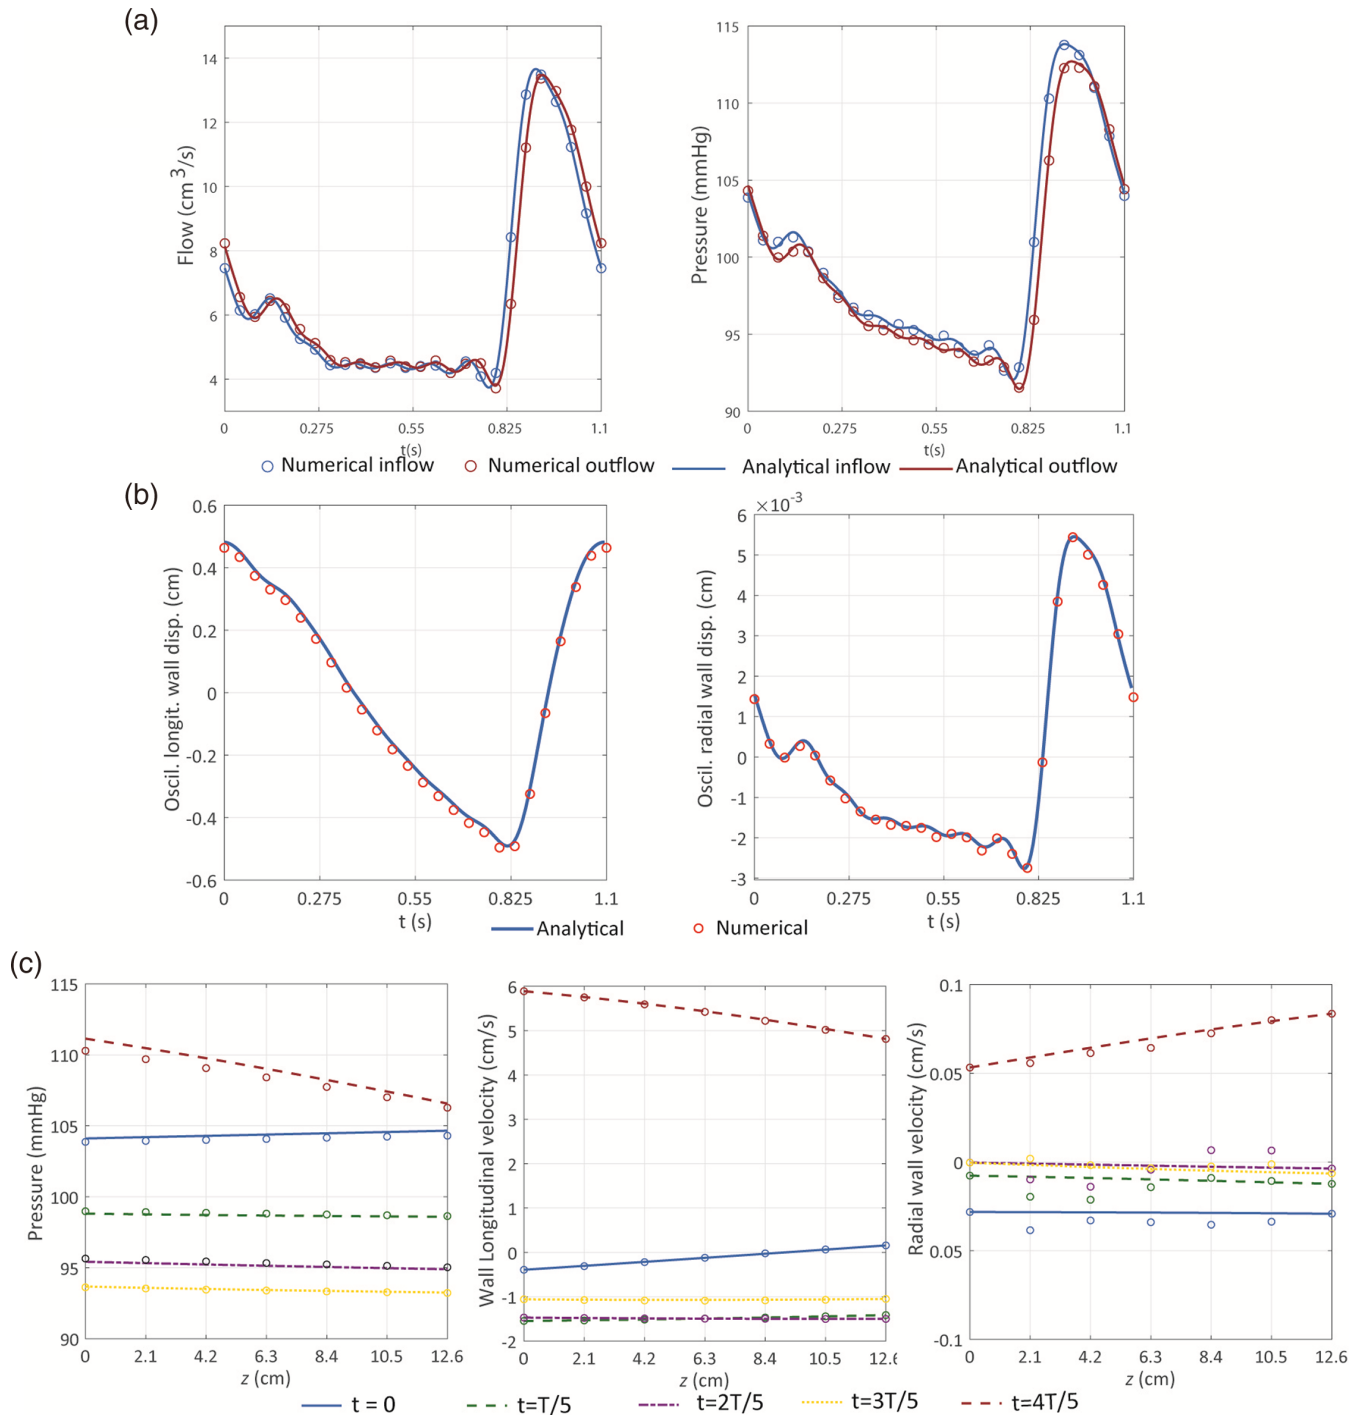 (a)
14
12
10
8
6
4
Flow (cm³/s)
0 0.275 0.55 0.825 1.1
t(s)
115
110
105
100
95
90
Pressure (mmHg)
0 0.275 0.55 0.825 1.1
t(s)
Numerical inflow Numerical outflow Analytical inflow Analytical outflow
(b)
0.6
0.4
0.2
0
-0.2
-0.4
-0.6
Oscil. longit. wall disp. (cm)
0 0.275 0.55 0.825 1.1
t (s)
×10⁻³
6
5
4
3
2
1
0
-1
-2
-3
Oscil. radial wall disp. (cm)
0 0.275 0.55 0.825 1.1
t (s)
Analytical Numerical
(c)
115
110
105
100
95
90
Pressure (mmHg)
0 2.1 4.2 6.3 8.4 10.5 12.6
z (cm)
6
5
4
3
2
1
0
-1
-2
Wall Longitudinal velocity (cm/s)
0 2.1 4.2 6.3 8.4 10.5 12.6
z (cm)
0.1
0.05
0
0.05
-0.1
Radial wall velocity (cm/s)
0 2.1 4.2 6.3 8.4 10.5 12.6
z (cm)
t = 0 t=T/5 t=2T/5 t=3T/5 t=4T/5